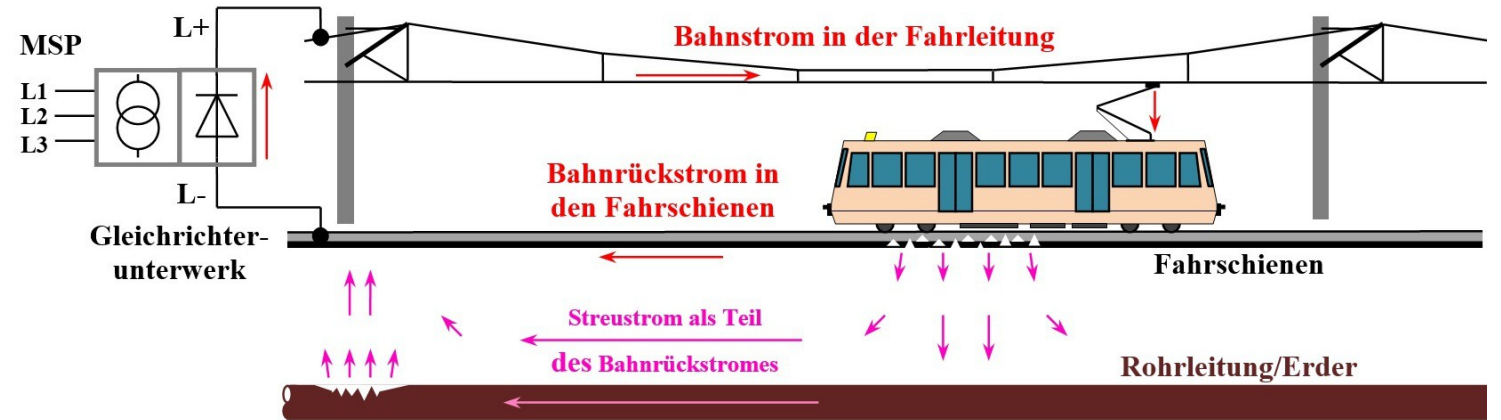 L+
MSP
L1
L2
L3
L-
Gleichrichter-
unterwerk
Bahnstrom in der Fahrleitung
Bahnrückstrom in
den Fahrschienen
Fahrschienen
Streustrom als Teil
des Bahnrückstromes
Rohrleitung/Erder